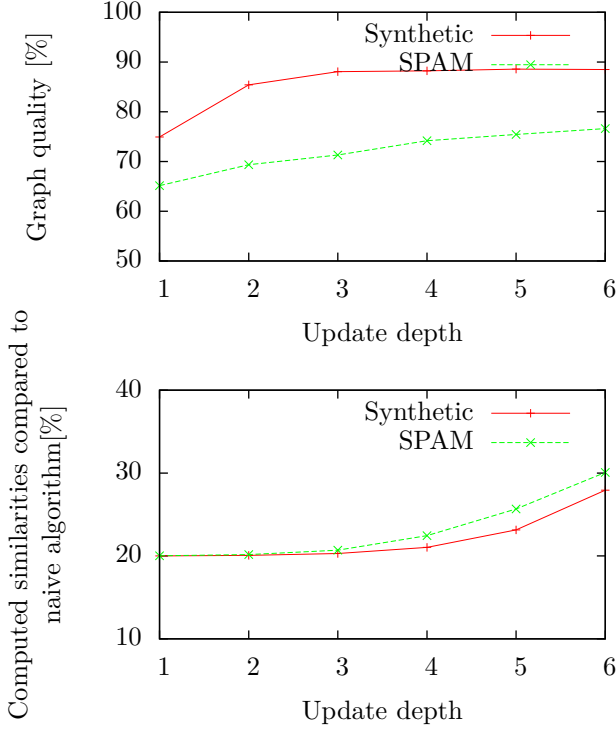 Graph quality [%]
100
90
80
70
60
50
Synthetic
SPAM
1 2 3 4 5 6
Update depth
Computed similarities compared to
naive algorithm[%]
40
30
20
10
Synthetic
SPAM
1 2 3 4 5 6
Update depth